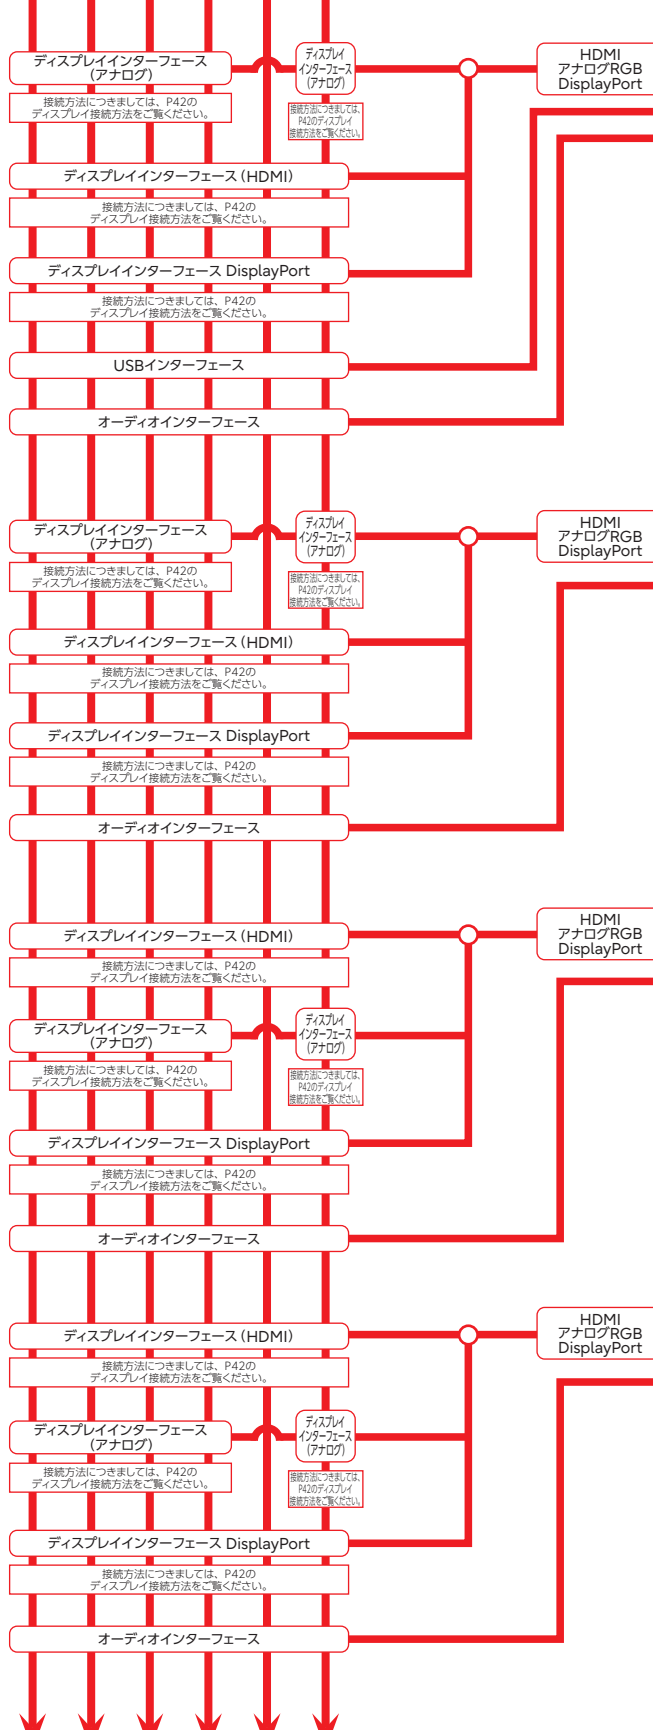 ディスプレイインターフェース
(アナログ)
ディスプレイ
インターフェース
(アナログ)
HDMI
アナログRGB
DisplayPort
接続方法につきましては、P42の
ディスプレイ接続方法をご覧ください。
接続方法につきましては、
P42のディスプレイ
接続方法をご覧ください。
ディスプレイインターフェース(HDMI)
接続方法につきましては、P42の
ディスプレイ接続方法をご覧ください。
ディスプレイインターフェース DisplayPort
接続方法につきましては、P42の
ディスプレイ接続方法をご覧ください。
USBインターフェース
オーディオインターフェース
ディスプレイインターフェース
(アナログ)
ディスプレイ
インターフェース
(アナログ)
HDMI
アナログRGB
DisplayPort
接続方法につきましては、P42の
ディスプレイ接続方法をご覧ください。
接続方法につきましては、
P42のディスプレイ
接続方法をご覧ください。
ディスプレイインターフェース(HDMI)
接続方法につきましては、P42の
ディスプレイ接続方法をご覧ください。
ディスプレイインターフェース DisplayPort
接続方法につきましては、P42の
ディスプレイ接続方法をご覧ください。
オーディオインターフェース
ディスプレイインターフェース(HDMI)
HDMI
アナログRGB
DisplayPort
接続方法につきましては、P42の
ディスプレイ接続方法をご覧ください。
ディスプレイインターフェース
(アナログ)
ディスプレイ
インターフェース
(アナログ)
接続方法につきましては、P42の
ディスプレイ接続方法をご覧ください。
接続方法につきましては、
P42のディスプレイ
接続方法をご覧ください。
ディスプレイインターフェース DisplayPort
接続方法につきましては、P42の
ディスプレイ接続方法をご覧ください。
オーディオインターフェース
ディスプレイインターフェース(HDMI)
HDMI
アナログRGB
DisplayPort
接続方法につきましては、P42の
ディスプレイ接続方法をご覧ください。
ディスプレイインターフェース
(アナログ)
ディスプレイ
インターフェース
(アナログ)
接続方法につきましては、P42の
ディスプレイ接続方法をご覧ください。
接続方法につきましては、
P42のディスプレイ
接続方法をご覧ください。
ディスプレイインターフェース DisplayPort
接続方法につきましては、P42の
ディスプレイ接続方法をご覧ください。
オーディオインターフェース